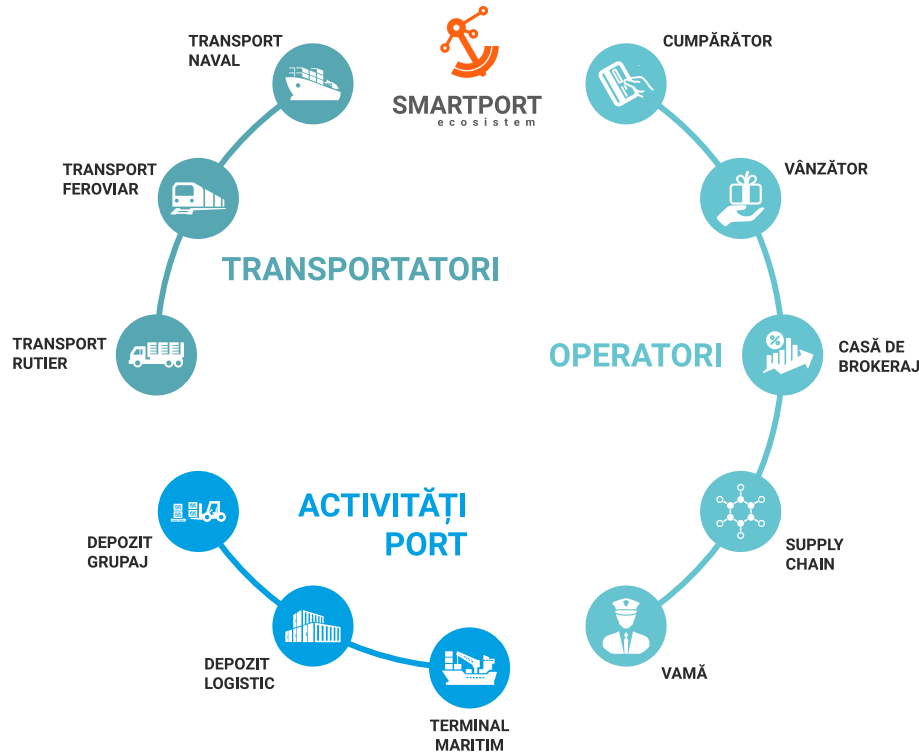 TRANSPORT
NAVAL
SMARTPORT
ecosistem
CUMPĂRĂTOR
TRANSPORT
FEROVIAR
VÂNZĂTOR
TRANSPORTATORI
TRANSPORT
RUTIER
OPERATORI
%
CASĂ DE
BROKERAJ
ACTIVITĂȚI
PORT
DEPOZIT
GRUPAJ
SUPPLY
CHAIN
DEPOZIT
LOGISTIC
VAMĂ
TERMINAL
MARITIM